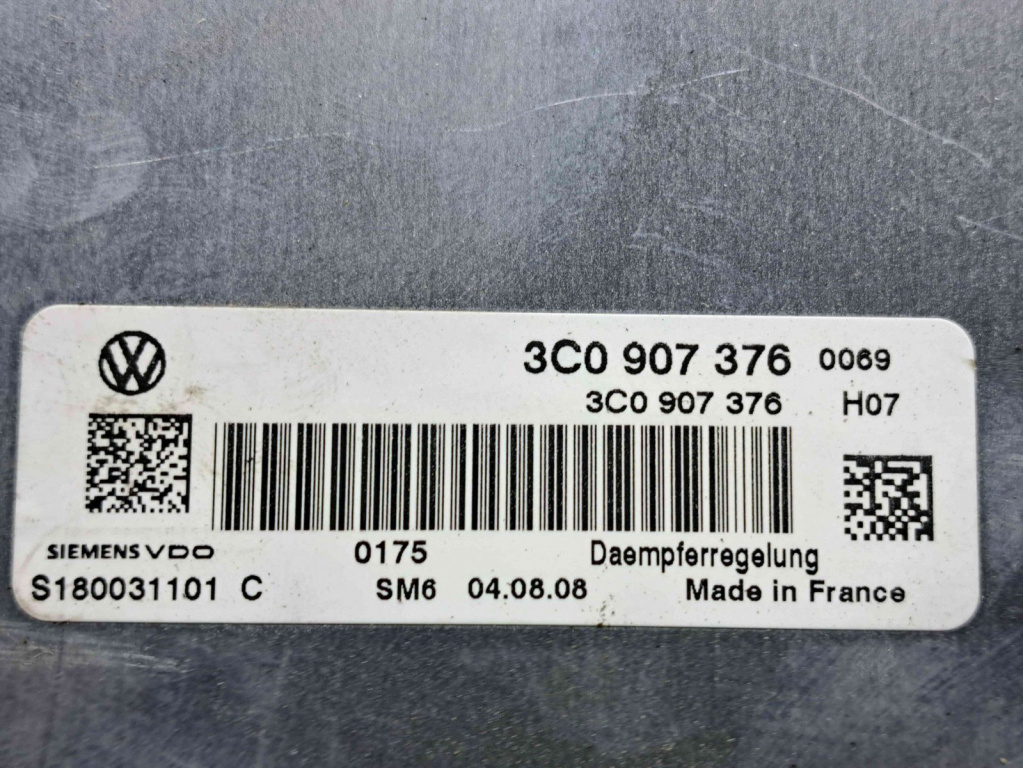 3C0 907 376 0069
3C0 907 376 H07
SIEMENS VDO 0175 Daempferregelung
S180031101 C SM6 04.08.08 Made in France